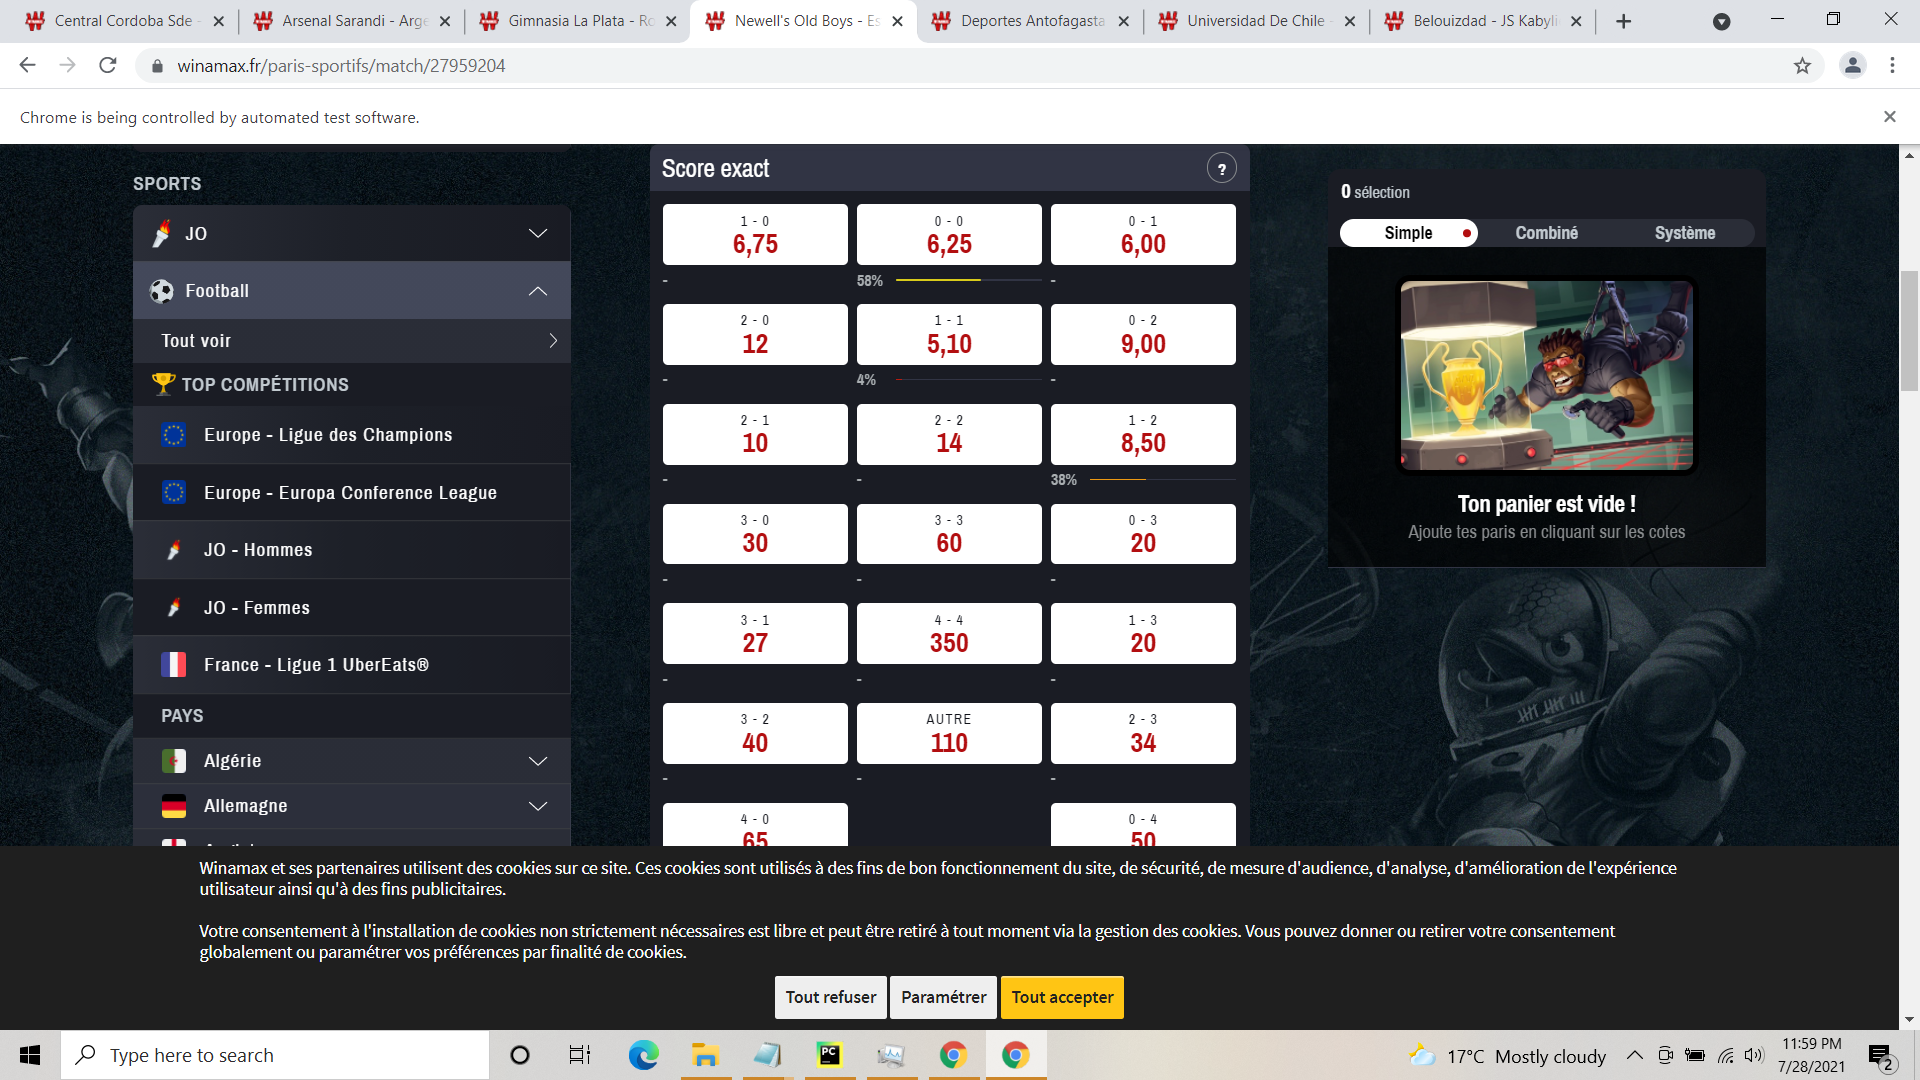 Central Cordoba Sde -
Arsenal Sarandi - Arge
Gimnasia La Plata - Ro
Newell's Old Boys - Es
Deportes Antofagasta
Universidad De Chile -
Belouizdad - JS Kabyli
winamax.fr/paris-sportifs/match/27959204
Chrome is being controlled by automated test software.
SPORTS
JO
Football
Tout voir
TOP COMPÉTITIONS
Europe - Ligue des Champions
Europe - Europa Conference League
JO - Hommes
JO - Femmes
France - Ligue 1 UberEats®
PAYS
Algérie
Allemagne
Score exact
?
1 - 0
6,75
-
0 - 0
6,25
58%
0 - 1
6,00
-
2 - 0
12
-
1 - 1
5,10
4%
0 - 2
9,00
-
2 - 1
10
-
2 - 2
14
-
1 - 2
8,50
38%
3 - 0
30
-
3 - 3
60
-
0 - 3
20
-
3 - 1
27
-
4 - 4
350
-
1 - 3
20
-
3 - 2
40
-
AUTRE
110
-
2 - 3
34
-
4 - 0
65
0 - 4
50
0 sélection
Simple
Combiné
Système
Ton panier est vide !
Ajoute tes paris en cliquant sur les cotes
Winamax et ses partenaires utilisent des cookies sur ce site. Ces cookies sont utilisés à des fins de bon fonctionnement du site, de sécurité, de mesure d'audience, d'analyse, d'amélioration de l'expérience
utilisateur ainsi qu'à des fins publicitaires.
Votre consentement à l'installation de cookies non strictement nécessaires est libre et peut être retiré à tout moment via la gestion des cookies. Vous pouvez donner ou retirer votre consentement
globalement ou paramétrer vos préférences par finalité de cookies.
Tout refuser
Paramétrer
Tout accepter
Type here to search
PC
17°C Mostly cloudy
11:59 PM
7/28/2021
2